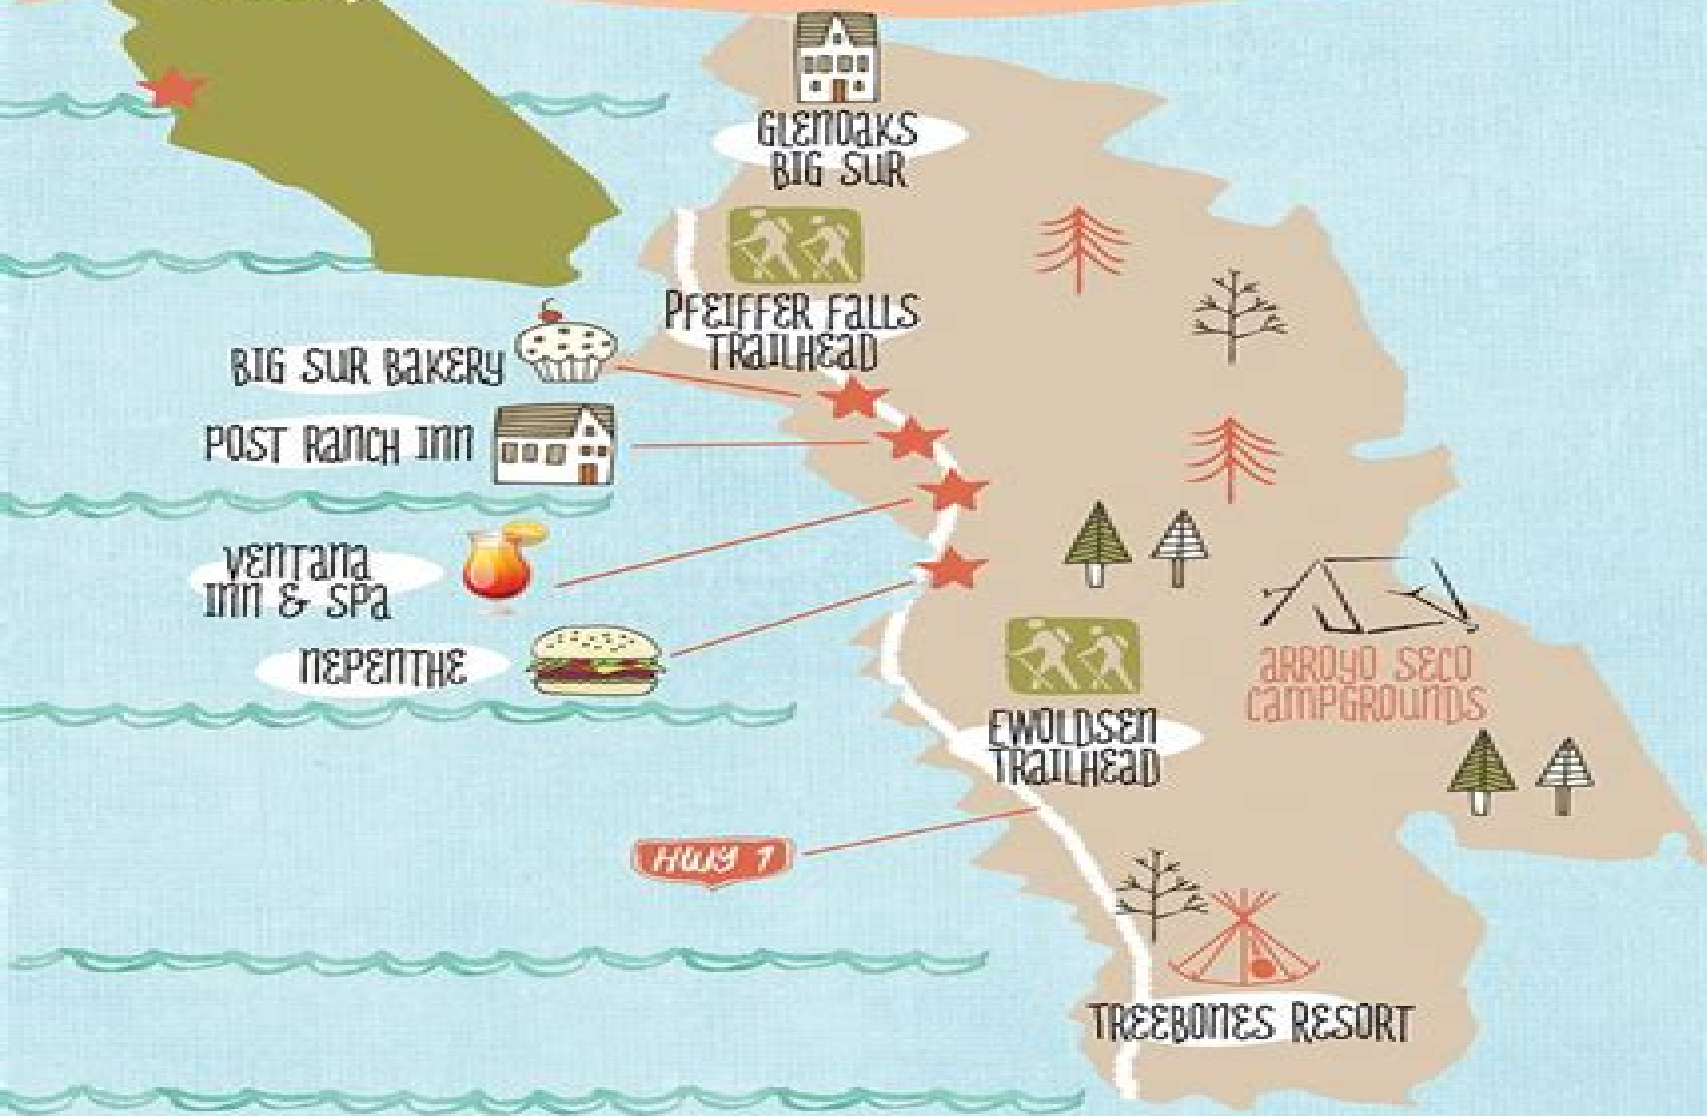 GLENOAKS
BIG SUR
PFEIFFER FALLS
TRAILHEAD
BIG SUR BAKERY
POST RANCH INN
VENTANA
INN & SPA
NEPENTHE
ARROYO SECO
CAMPGROUNDS
EWOLDSEN
TRAILHEAD
HWY 1
TREEBONES RESORT